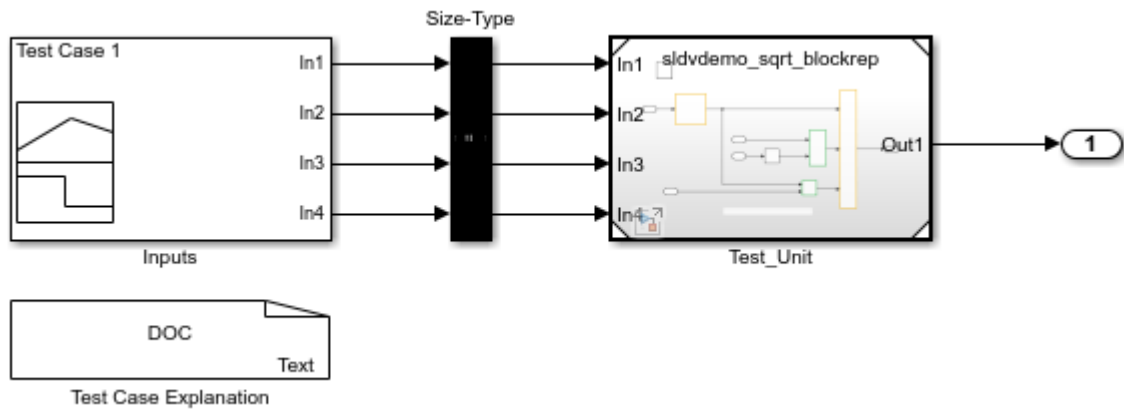 Size-Type
Test Case 1
In1
In2
In3
In4
Inputs
In1
In2
In3
In4
sldvdemo_sqrt_blockrep
Out1
Test_Unit
1
DOC
Text
Test Case Explanation